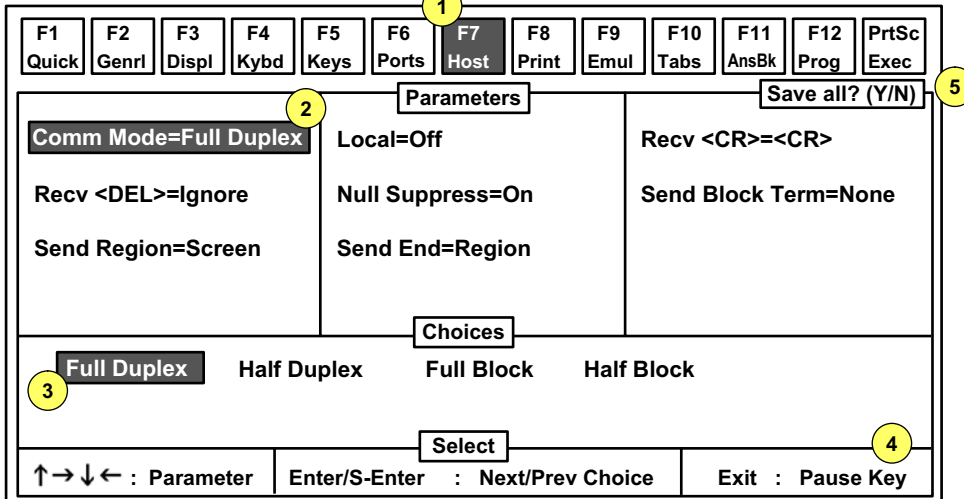 1
F1 F2 F3 F4 F5 F6 F7 F8 F9 F10 F11 F12 PrtSc
Quick Genrl Displ Kybd Keys Ports Host Print Emul Tabs AnsBk Prog Exec
Parameters Save all? (Y/N) 5
2
Comm Mode=Full Duplex Local=Off Recv <CR>=<CR>
Recv <DEL>=Ignore Null Suppress=On Send Block Term=None
Send Region=Screen Send End=Region
Choices
Full Duplex Half Duplex Full Block Half Block
3
Select 4
↑→↓← : Parameter Enter/S-Enter : Next/Prev Choice Exit : Pause Key